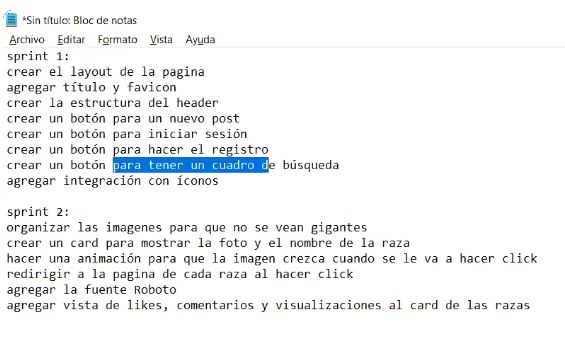 *Sin título: Bloc de notas
Archivo Editar Formato Vista Ayuda
sprint 1:
crear el layout de la pagina
agregar título y favicon
crear la estructura del header
crear un botón para un nuevo post
crear un botón para iniciar sesión
crear un botón para hacer el registro
crear un botón para tener un cuadro de búsqueda
agregar integración con íconos
sprint 2:
organizar las imagenes para que no se vean gigantes
crear un card para mostrar la foto y el nombre de la raza
hacer una animación para que la imagen crezca cuando se le va a hacer click
redirigir a la pagina de cada raza al hacer click
agregar la fuente Roboto
agregar vista de likes, comentarios y visualizaciones al card de las razas